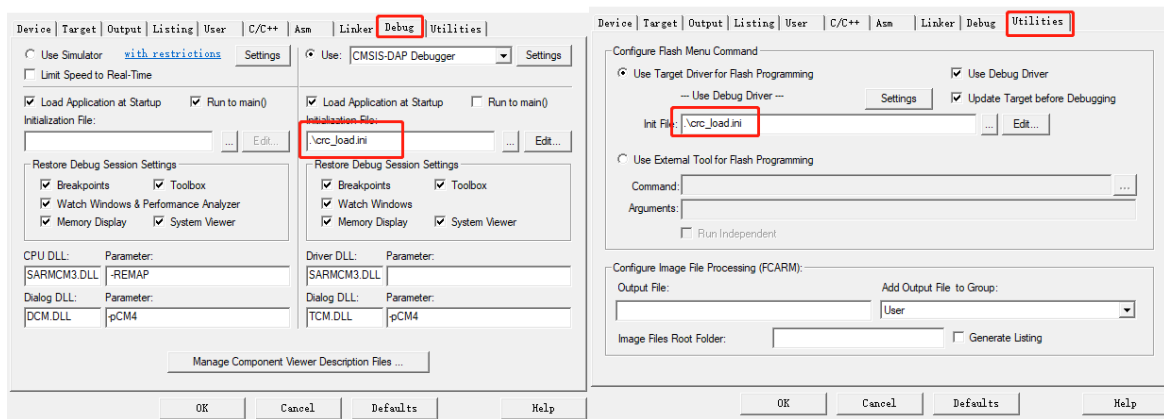 Device Target Output Listing User C/C++ Asm Linker Debug Utilities
Use Simulator with restrictions Settings
Limit Speed to Real-Time
Load Application at Startup Run to main()
Initialization File:
... Edit...
Restore Debug Session Settings
Breakpoints Toolbox
Watch Windows & Performance Analyzer
Memory Display System Viewer
CPU DLL: Parameter:
SARMCM3.DLL -REMAP
Dialog DLL: Parameter:
DCM.DLL -pCM4
Use: CMSIS-DAP Debugger Settings
Load Application at Startup Run to main()
Initialization File:
.\crc_load.ini ... Edit...
Restore Debug Session Settings
Breakpoints Toolbox
Watch Windows
Memory Display System Viewer
Driver DLL: Parameter:
SARMCM3.DLL
Dialog DLL: Parameter:
TCM.DLL -pCM4
Manage Component Viewer Description Files ...
OK Cancel Defaults Help
Device Target Output Listing User C/C++ Asm Linker Debug Utilities
Configure Flash Menu Command
Use Target Driver for Flash Programming Use Debug Driver
--- Use Debug Driver --- Settings Update Target before Debugging
Init File: .\crc_load.ini ... Edit...
Use External Tool for Flash Programming
Command: ...
Arguments:
Run Independent
Configure Image File Processing (FCARM):
Output File: Add Output File to Group:
User
Image Files Root Folder: Generate Listing
OK Cancel Defaults Help